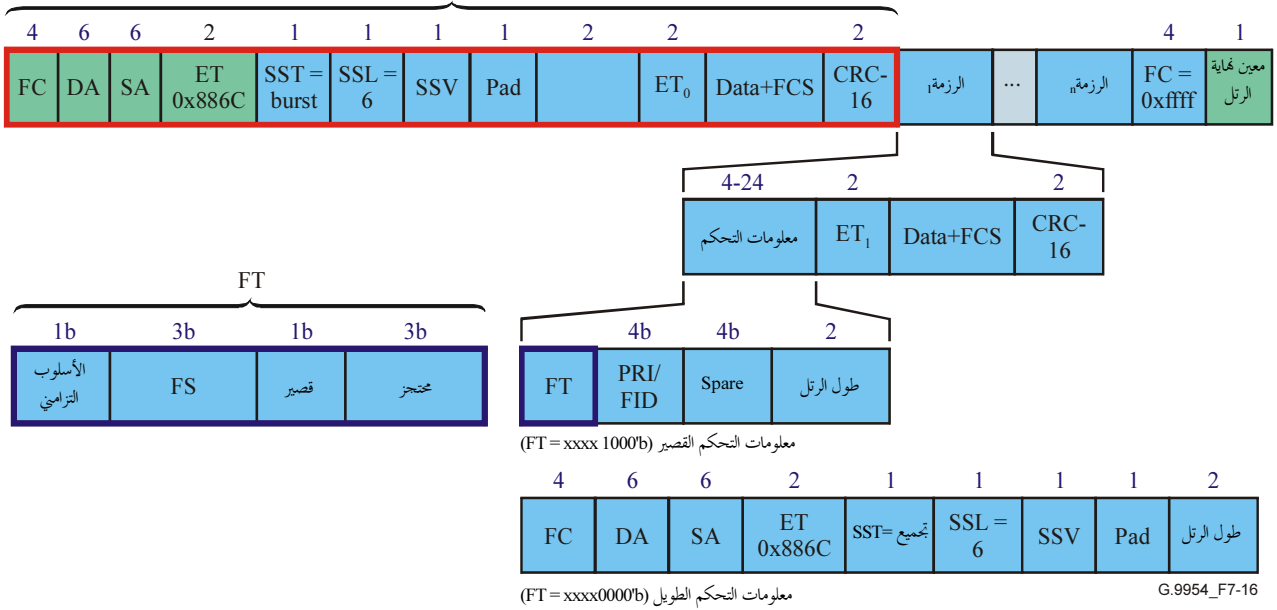 4 6 6 2 1 1 1 1 2 2 2 4 1
FC DA SA ET SST = SSL = SSV Pad ET₀ Data+FCS CRC- الرزمة₁ ... الرزمةₙ FC = معين نهاية
0x886C burst 6 16 0xffff الرتل
4-24 2 2
معلومات التحكم ET₁ Data+FCS CRC-
16
FT
1b 3b 1b 3b
الأسلوب FS قصير محتجز
التزامني
4b 4b 2
FT PRI/ Spare طول الرتل
FID
معلومات التحكم القصير (FT = xxxx 1000'b)
4 6 6 2 1 1 1 1 2
FC DA SA ET SST= تجميع SSL = SSV Pad طول الرتل
0x886C 6
معلومات التحكم الطويل (FT = xxxx0000'b)
G.9954_F7-16